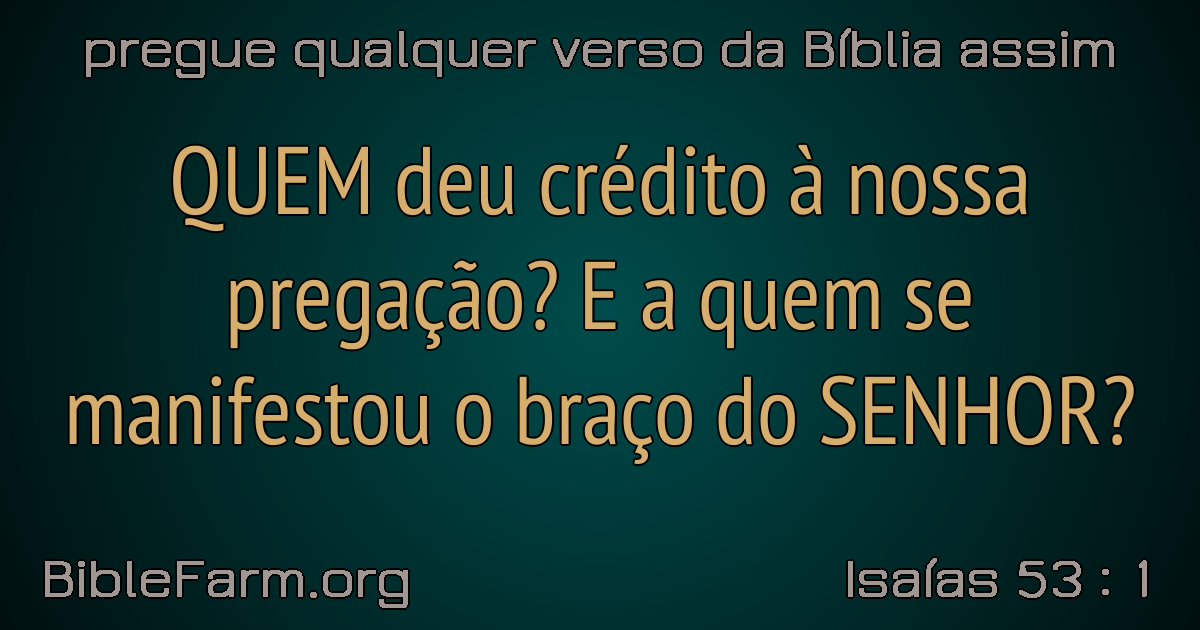 pregue qualquer verso da Bíblia assim
QUEM deu crédito à nossa
pregação? E a quem se
manifestou o braço do SENHOR?
BibleFarm.org
Isaías 53 : 1